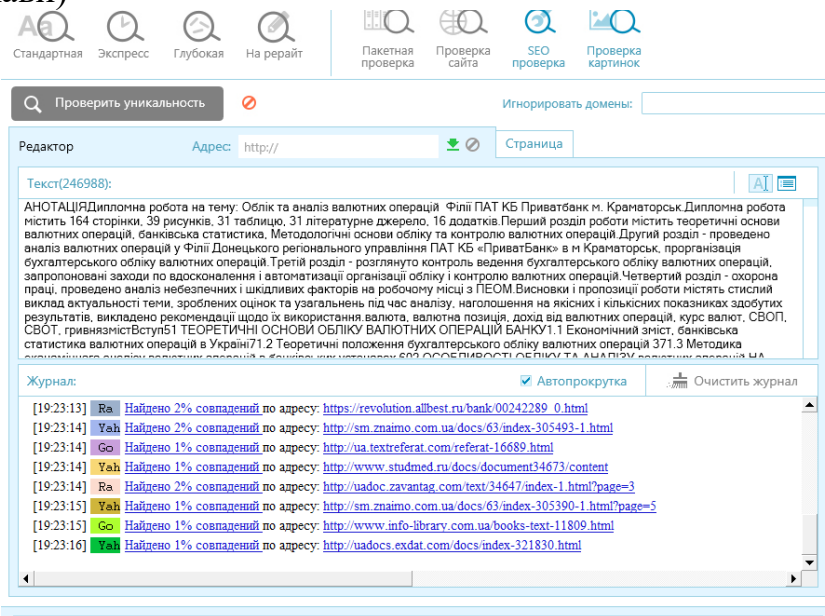 Стандартная Экспресс Глубокая На рерайт Пакетная проверка Проверка сайта SEO проверка Проверка картинок
Проверить уникальность Игнорировать домены:
Редактор Адрес: http:// Страница
Текст(246988):
АНОТАЦІЯДипломна робота на тему: Облік та аналіз валютних операцій Філії ПАТ КБ Приватбанк м. Краматорськ.Дипломна робота
містить 164 сторінки, 39 рисунків, 31 таблицю, 31 літературне джерело, 16 додатків.Перший розділ роботи містить теоретичні основи
валютних операцій, банківська статистика, Методологічні основи обліку та контролю валютних операцій.Другий розділ - проведено
аналіз валютних операцій у Філії Донецького регіонального управління ПАТ КБ «ПриватБанк» в м Краматорськ, прорганізація
бухгалтерського обліку валютних операцій.Третій розділ - розглянуто контроль ведення бухгалтерського обліку валютних операцій,
запропоновані заходи по вдосконалення і автоматизації організації обліку і контролю валютних операцій.Четвертий розділ - охорона
праці, проведено аналіз небезпечних і шкідливих факторів на робочому місці з ПЕОМ.Висновки і пропозиції роботи містять стислий
виклад актуальності теми, зроблених оцінок та узагальнень під час аналізу, наголошення на якісних і кількісних показниках здобутих
результатів, викладено рекомендації щодо їх використання.валюта, валютна позиція, дохід від валютних операцій, курс валют, СВОП,
СВОТ, гривнязмістВступ51 ТЕОРЕТИЧНІ ОСНОВИ ОБЛІКУ ВАЛЮТНИХ ОПЕРАЦІЙ БАНКУ1.1 Економічний зміст, банківська
статистика валютних операцій в Україні71.2 Теоретичні положення бухгалтерського обліку валютних операцій 371.3 Методика
Журнал: Автопрокрутка Очистить журнал
[19:23:13] Ra Найдено 2% совпадений по адресу: https://revolution.allbest.ru/bank/00242289_0.html
[19:23:14] Yah Найдено 2% совпадений по адресу: http://sm.znaimo.com.ua/docs/63/index-305493-1.html
[19:23:14] Go Найдено 1% совпадений по адресу: http://ua.textreferat.com/referat-16689.html
[19:23:14] Yah Найдено 1% совпадений по адресу: http://www.studmed.ru/docs/document34673/content
[19:23:14] Ra Найдено 2% совпадений по адресу: http://uadoc.zavantag.com/text/34647/index-1.html?page=3
[19:23:15] Yah Найдено 1% совпадений по адресу: http://sm.znaimo.com.ua/docs/63/index-305390-1.html?page=5
[19:23:15] Go Найдено 1% совпадений по адресу: http://www.info-library.com.ua/books-text-11809.html
[19:23:16] Yah Найдено 1% совпадений по адресу: http://uadocs.exdat.com/docs/index-321830.html